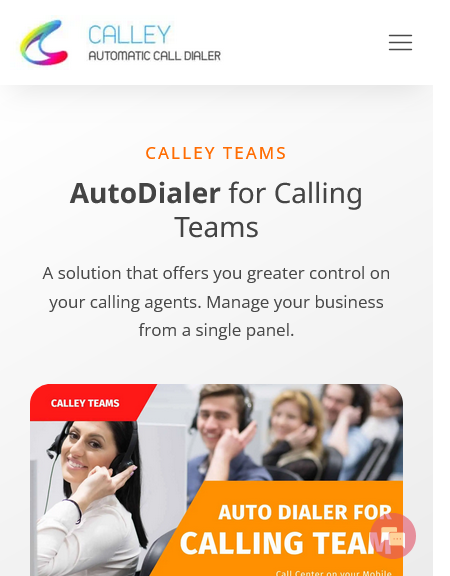 CALLEY
AUTOMATIC CALL DIALER
CALLEY TEAMS
AutoDialer for Calling
Teams
A solution that offers you greater control on
your calling agents. Manage your business
from a single panel.
CALLEY TEAMS
AUTO DIALER FOR
CALLING TEAM
Call Center on your Mobile